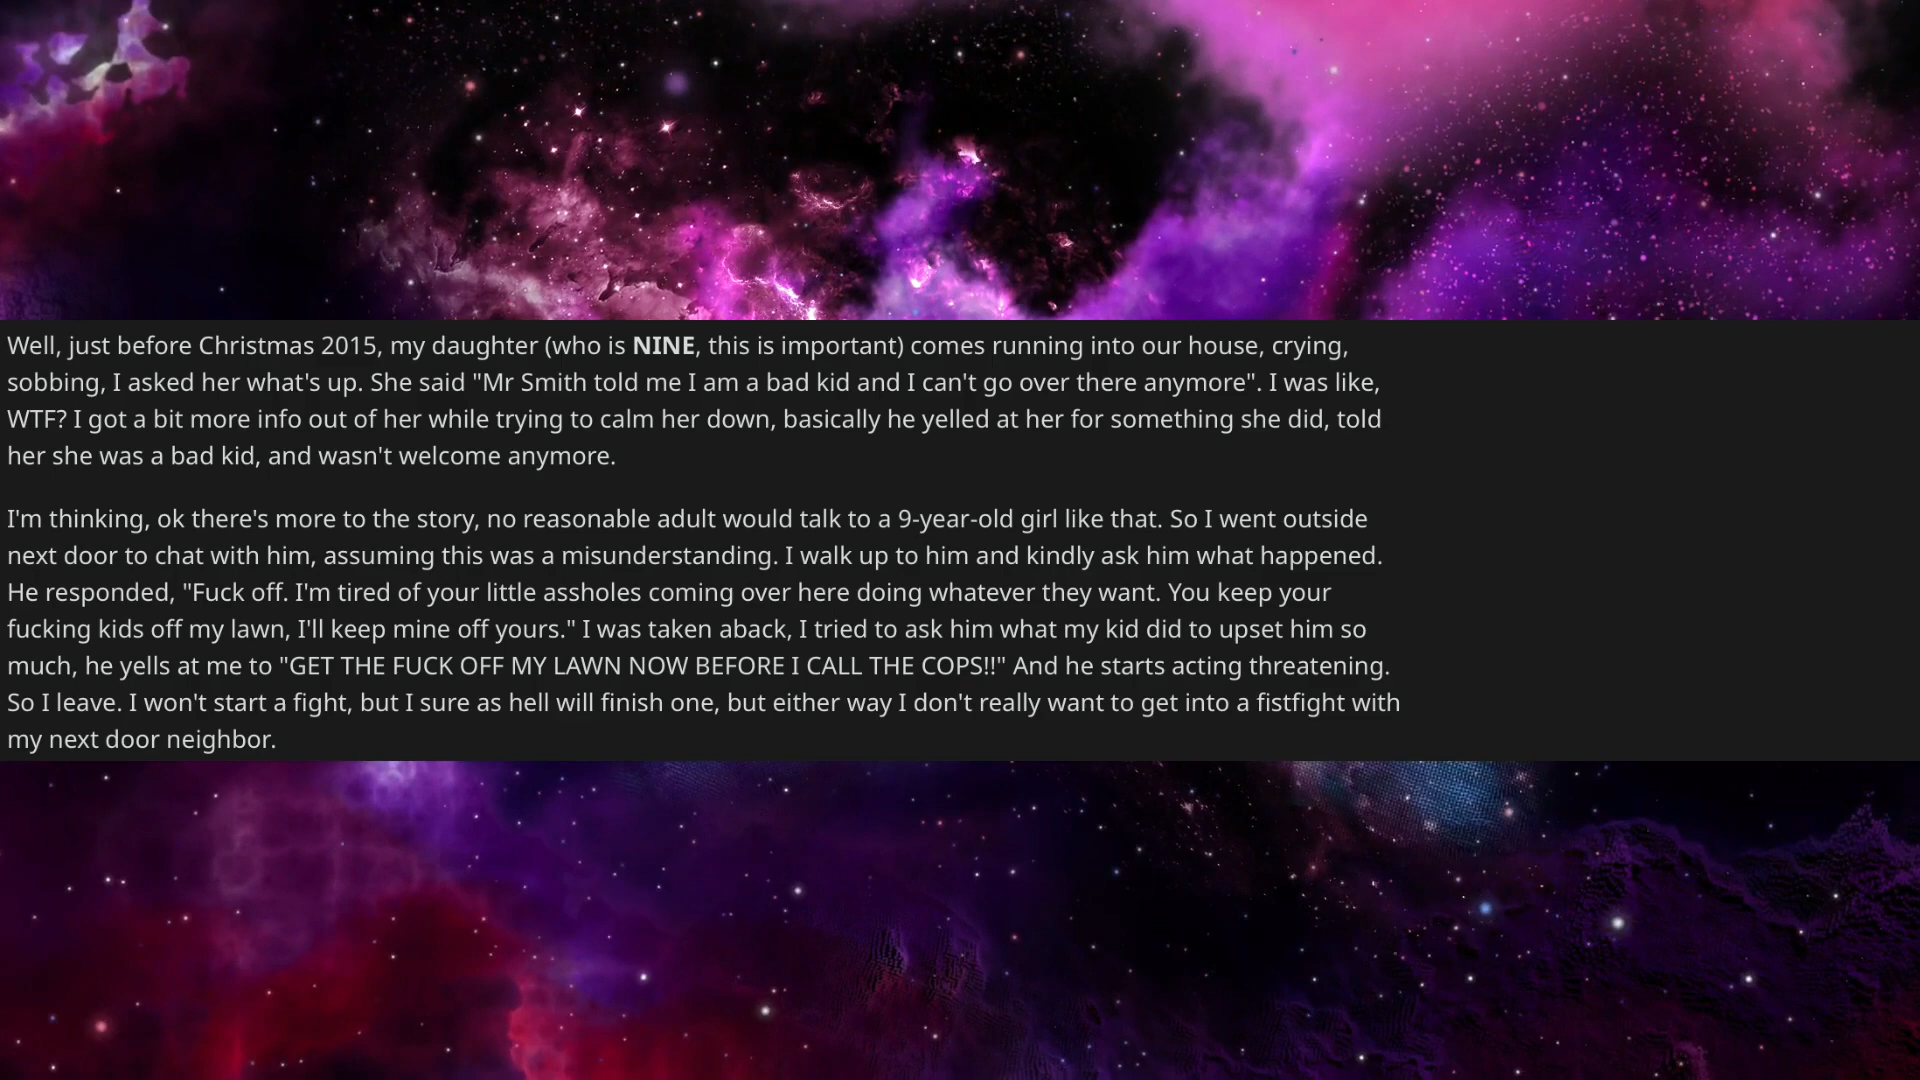 Well, just before Christmas 2015, my daughter (who is NINE, this is important) comes running into our house, crying,
sobbing, I asked her what's up. She said "Mr Smith told me I am a bad kid and I can't go over there anymore". I was like,
WTF? I got a bit more info out of her while trying to calm her down, basically he yelled at her for something she did, told
her she was a bad kid, and wasn't welcome anymore.
I'm thinking, ok there's more to the story, no reasonable adult would talk to a 9-year-old girl like that. So I went outside
next door to chat with him, assuming this was a misunderstanding. I walk up to him and kindly ask him what happened.
He responded, "Fuck off. I'm tired of your little assholes coming over here doing whatever they want. You keep your
fucking kids off my lawn, I'll keep mine off yours." I was taken aback, I tried to ask him what my kid did to upset him so
much, he yells at me to "GET THE FUCK OFF MY LAWN NOW BEFORE I CALL THE COPS!!" And he starts acting threatening.
So I leave. I won't start a fight, but I sure as hell will finish one, but either way I don't really want to get into a fistfight with
my next door neighbor.